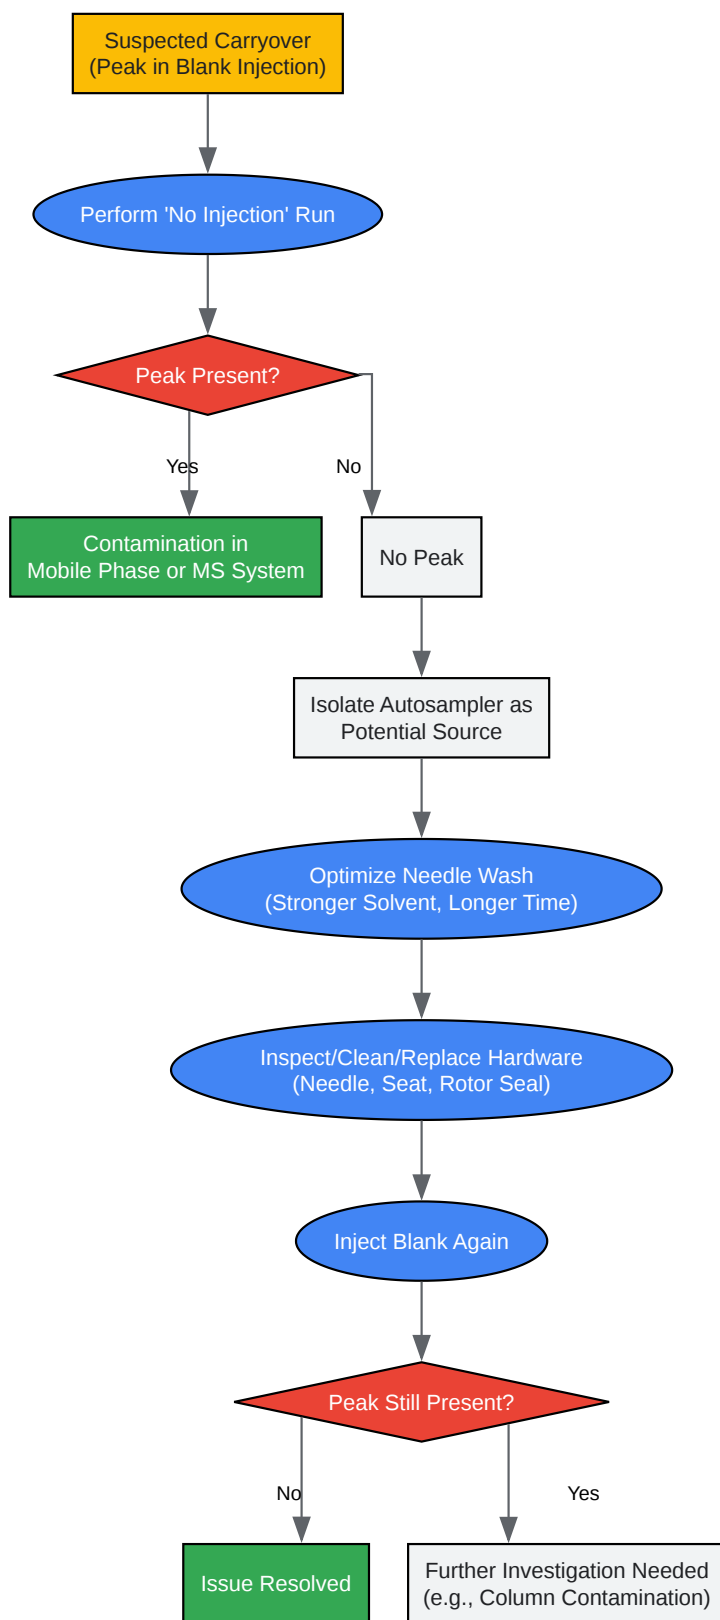 Suspected Carryover
(Peak in Blank Injection)
Perform 'No Injection' Run
Peak Present?
Yes
No
Contamination in
Mobile Phase or MS System
No Peak
Isolate Autosampler as
Potential Source
Optimize Needle Wash
(Stronger Solvent, Longer Time)
Inspect/Clean/Replace Hardware
(Needle, Seat, Rotor Seal)
Inject Blank Again
Peak Still Present?
No
Yes
Issue Resolved
Further Investigation Needed
(e.g., Column Contamination)